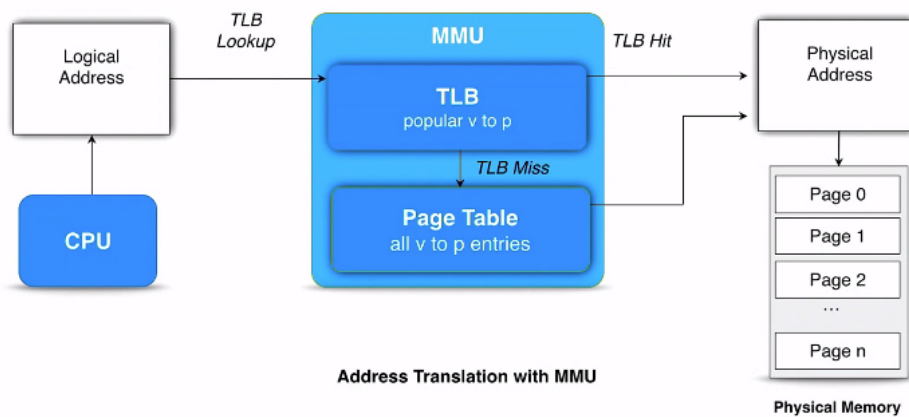 TLB
Lookup
MMU
TLB Hit
Logical
Address
Physical
Address
TLB
popular v to p
TLB Miss
Page Table
all v to p entries
CPU
Page 0
Page 1
Page 2
...
Page n
Address Translation with MMU
Physical Memory